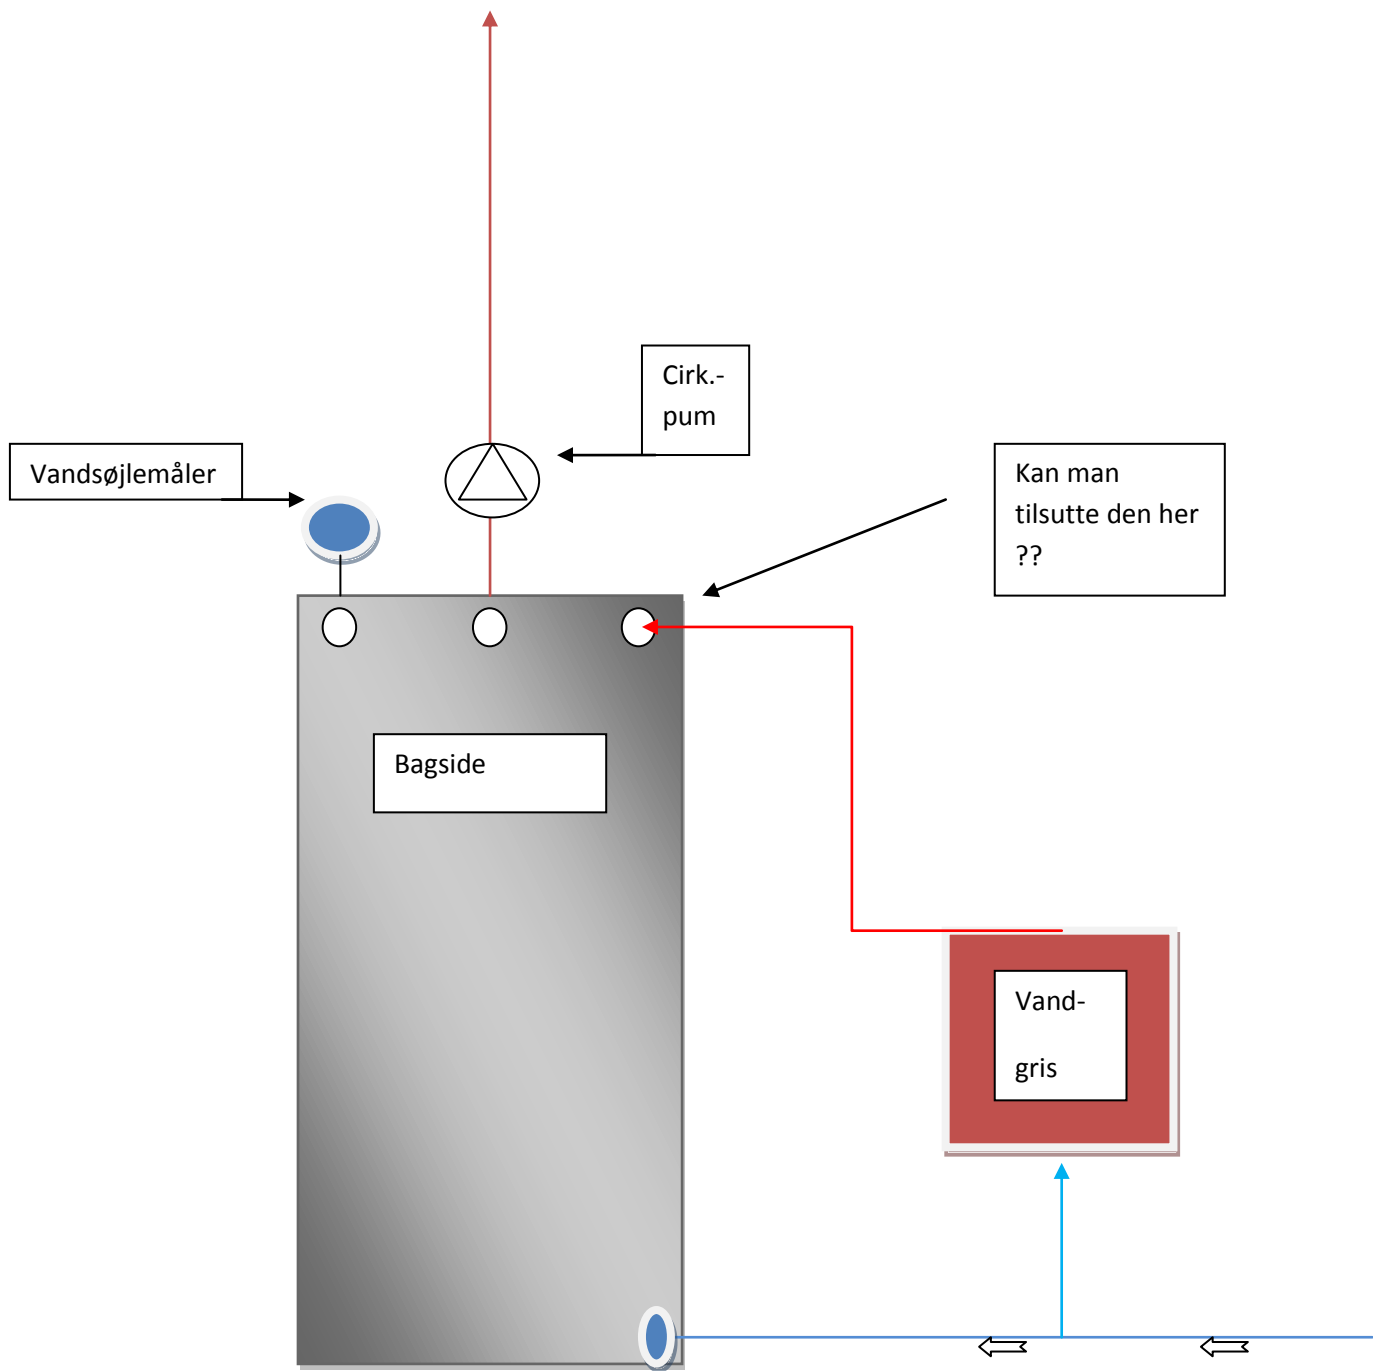 Cirk.-
pum
Vandsøjlemåler
Kan man
tilsutte den her
??
Bagside
Vand-
gris